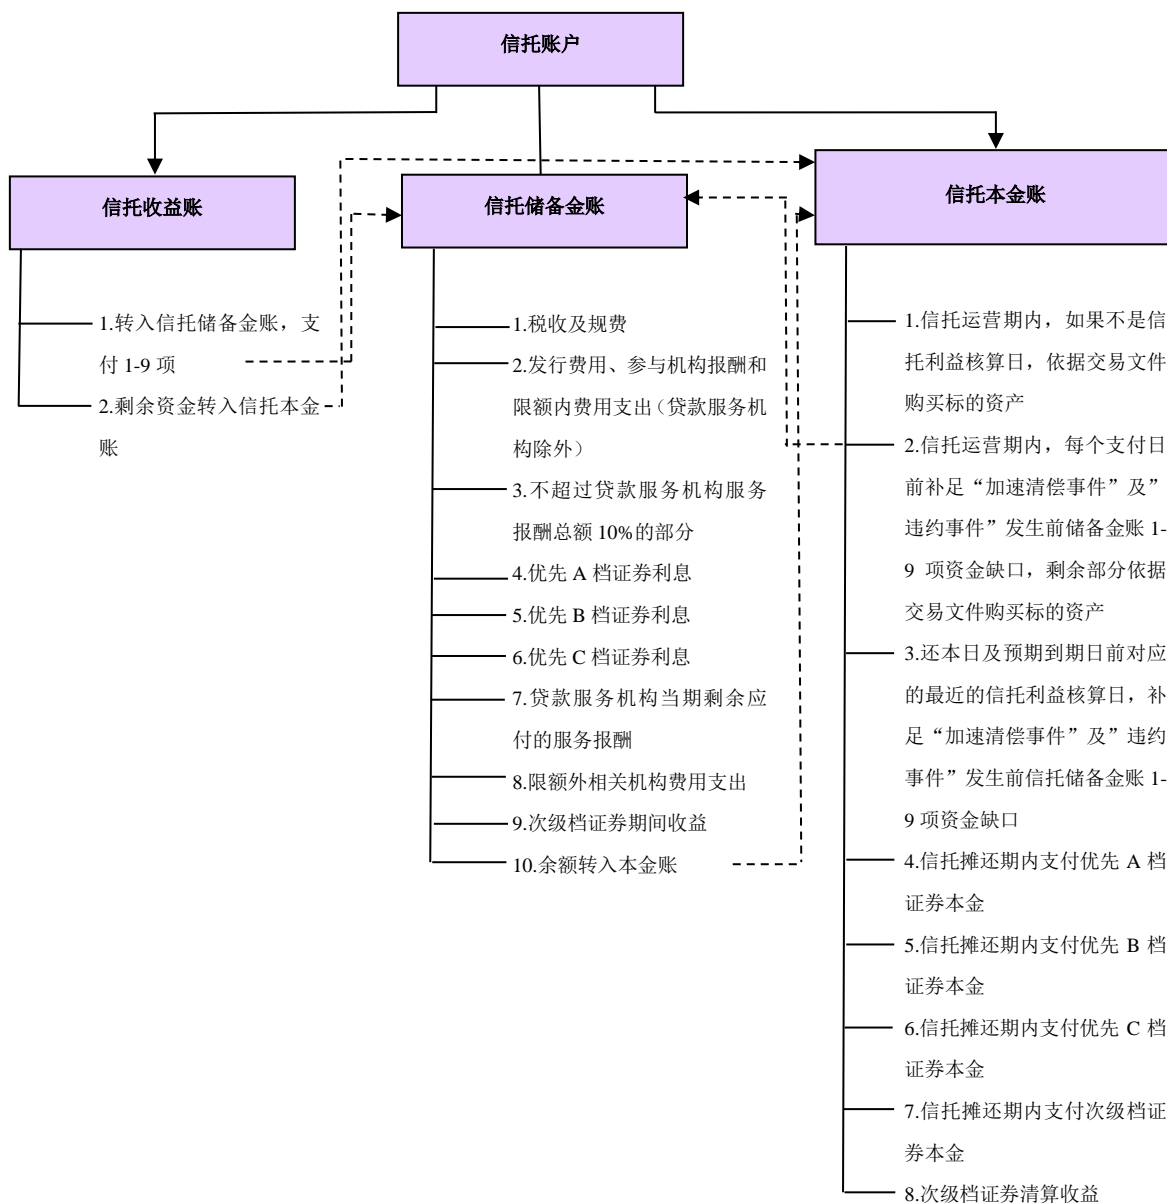 信托账户
信托收益账
信托储备金账
信托本金账
1.转入信托储备金账，支
付 1-9 项
2.剩余资金转入信托本金
账
1.税收及规费
2.发行费用、参与机构报酬和
限额内费用支出（贷款服务机
构除外）
3.不超过贷款服务机构服务
报酬总额 10%的部分
4.优先 A 档证券利息
5.优先 B 档证券利息
6.优先 C 档证券利息
7.贷款服务机构当期剩余应
付的服务报酬
8.限额外相关机构费用支出
9.次级档证券期间收益
10.余额转入本金账
1.信托运营期内，如果不是信
托利益核算日，依据交易文件
购买标的资产
2.信托运营期内，每个支付日
前补足“加速清偿事件”及”
违约事件”发生前储备金账 1-
9 项资金缺口，剩余部分依据
交易文件购买标的资产
3.还本日及预期到期日前对应
的最近的信托利益核算日，补
足“加速清偿事件”及”违约
事件”发生前信托储备金账 1-
9 项资金缺口
4.信托摊还期内支付优先 A 档
证券本金
5.信托摊还期内支付优先 B 档
证券本金
6.信托摊还期内支付优先 C 档
证券本金
7.信托摊还期内支付次级档证
券本金
8.次级档证券清算收益